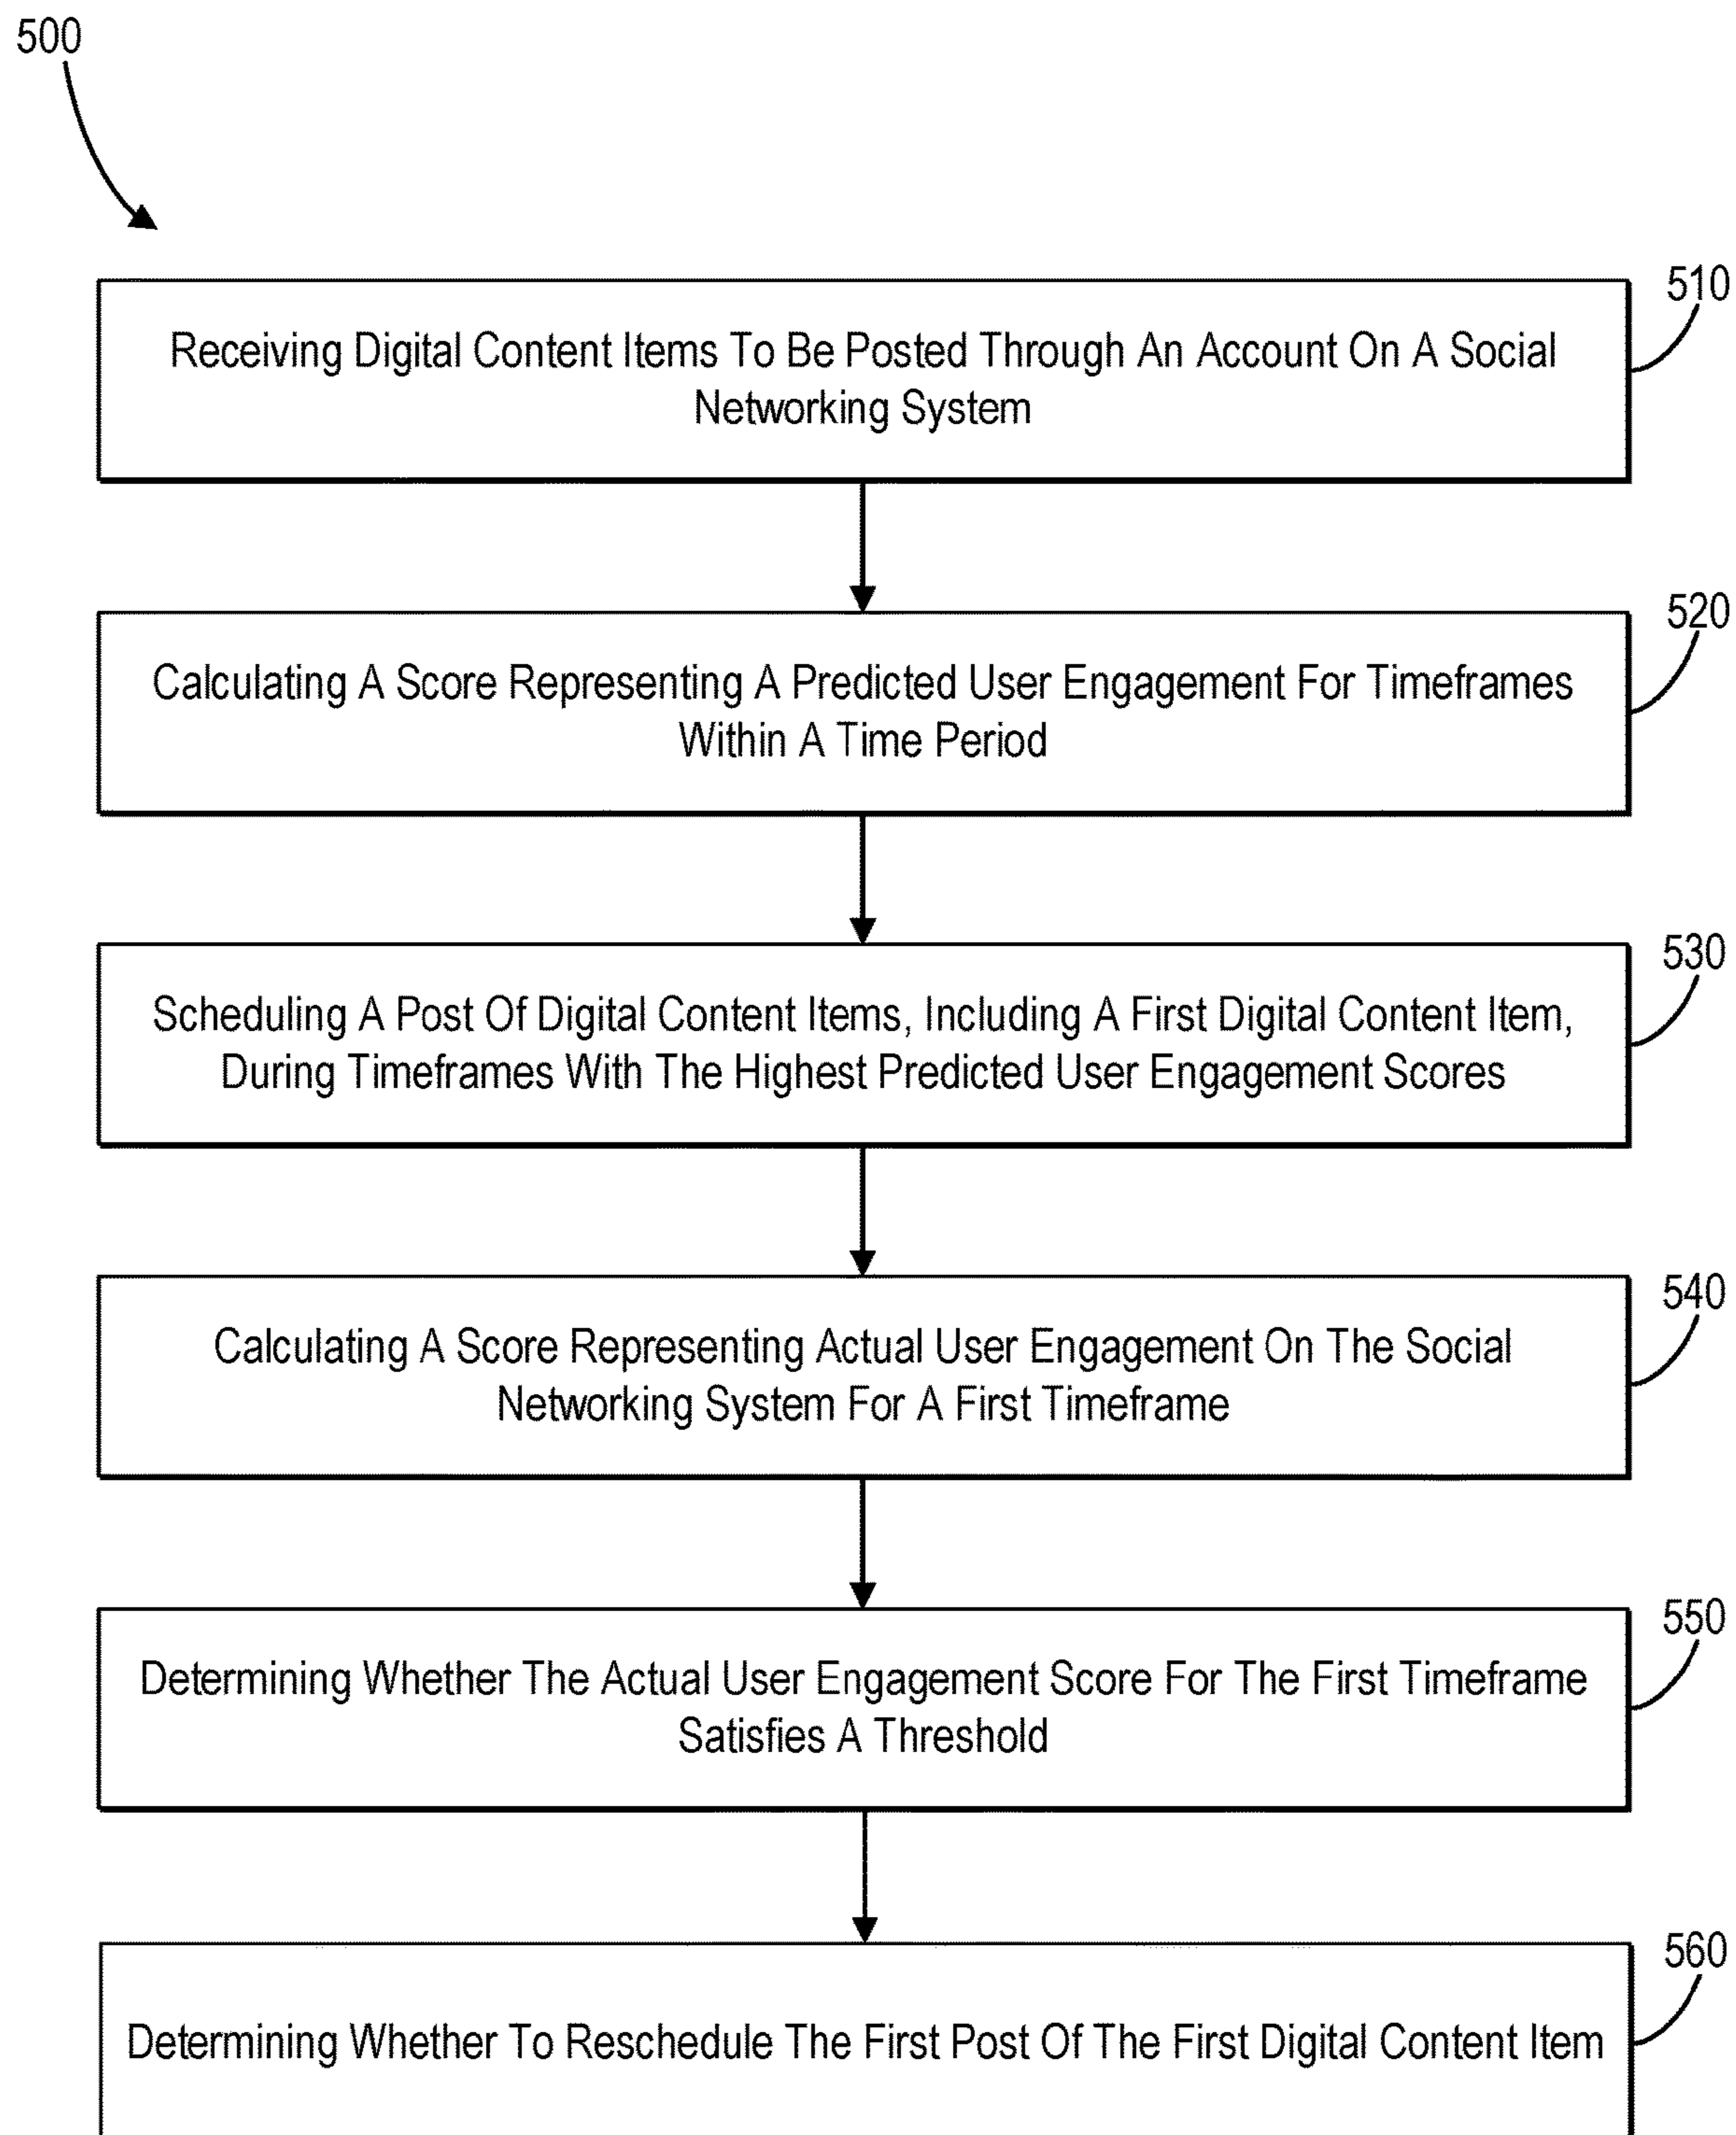 500
510
Receiving Digital Content Items To Be Posted Through An Account On A Social
Networking System
520
Calculating A Score Representing A Predicted User Engagement For Timeframes
Within A Time Period
530
Scheduling A Post Of Digital Content Items, Including A First Digital Content Item,
During Timeframes With The Highest Predicted User Engagement Scores
540
Calculating A Score Representing Actual User Engagement On The Social
Networking System For A First Timeframe
550
Determining Whether The Actual User Engagement Score For The First Timeframe
Satisfies A Threshold
560
Determining Whether To Reschedule The First Post Of The First Digital Content Item